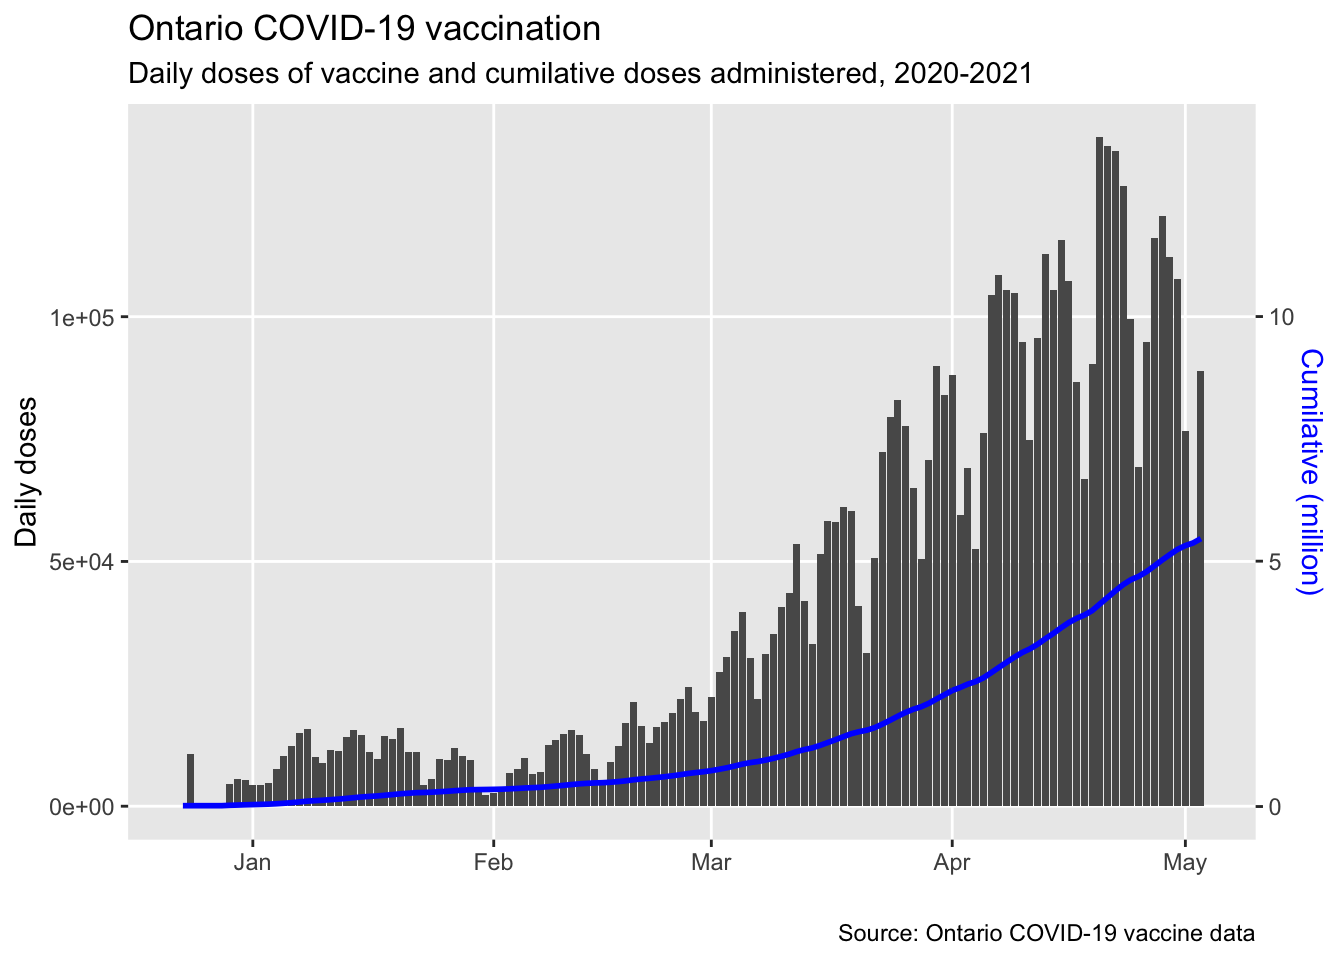 Ontario COVID-19 vaccination
Daily doses of vaccine and cumilative doses administered, 2020-2021
Daily doses
1e+05
5e+04
0e+00
10
5
0
Cumilative (million)
Jan Feb Mar Apr May
Source: Ontario COVID-19 vaccine data